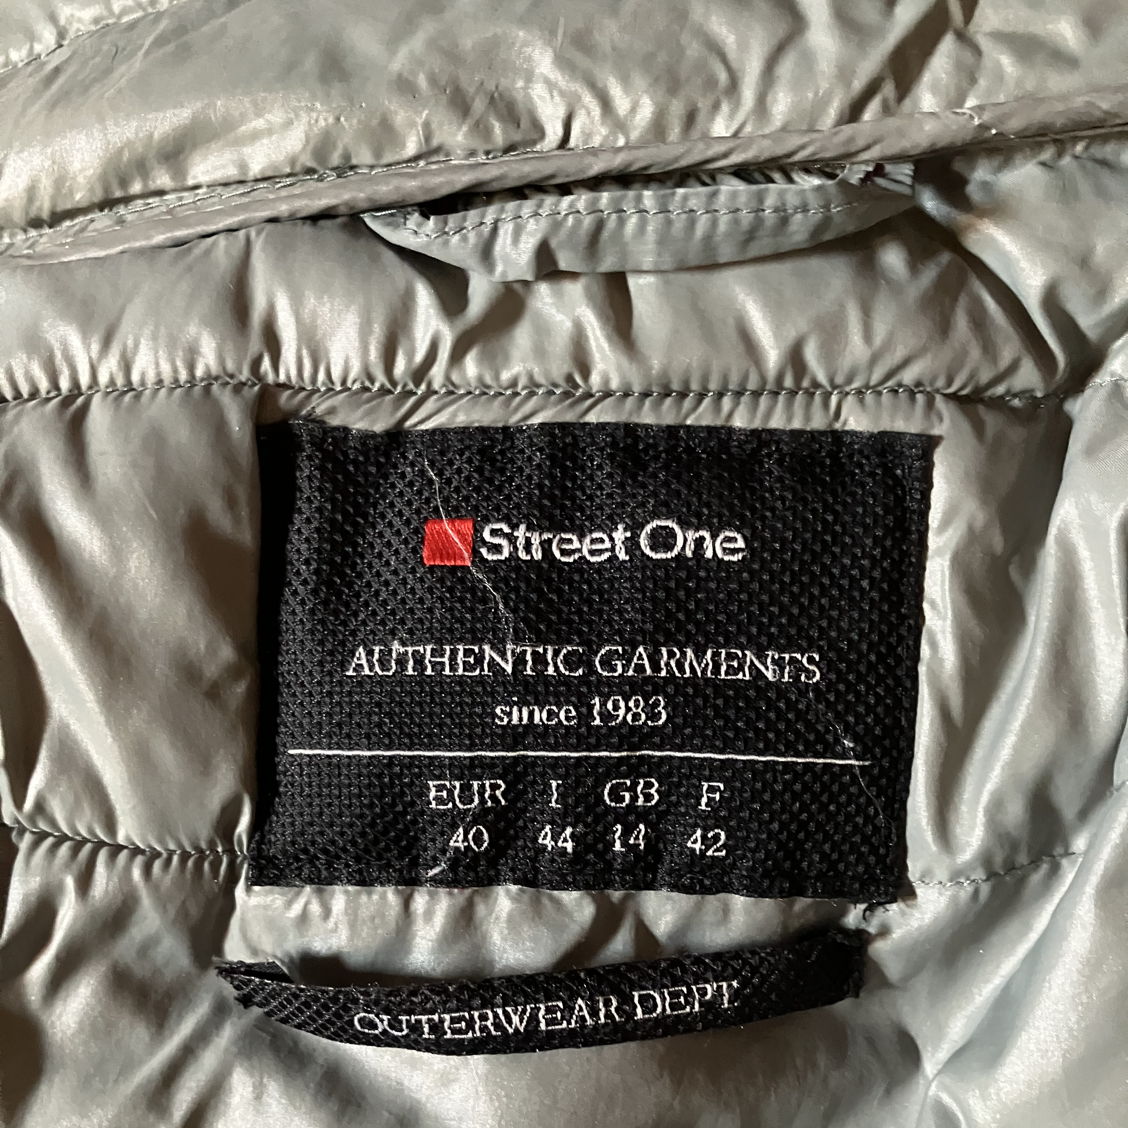 Street One
AUTHENTIC GARMENTS
since 1983
EUR I GB F
40 44 14 42
OUTERWEAR DEPT